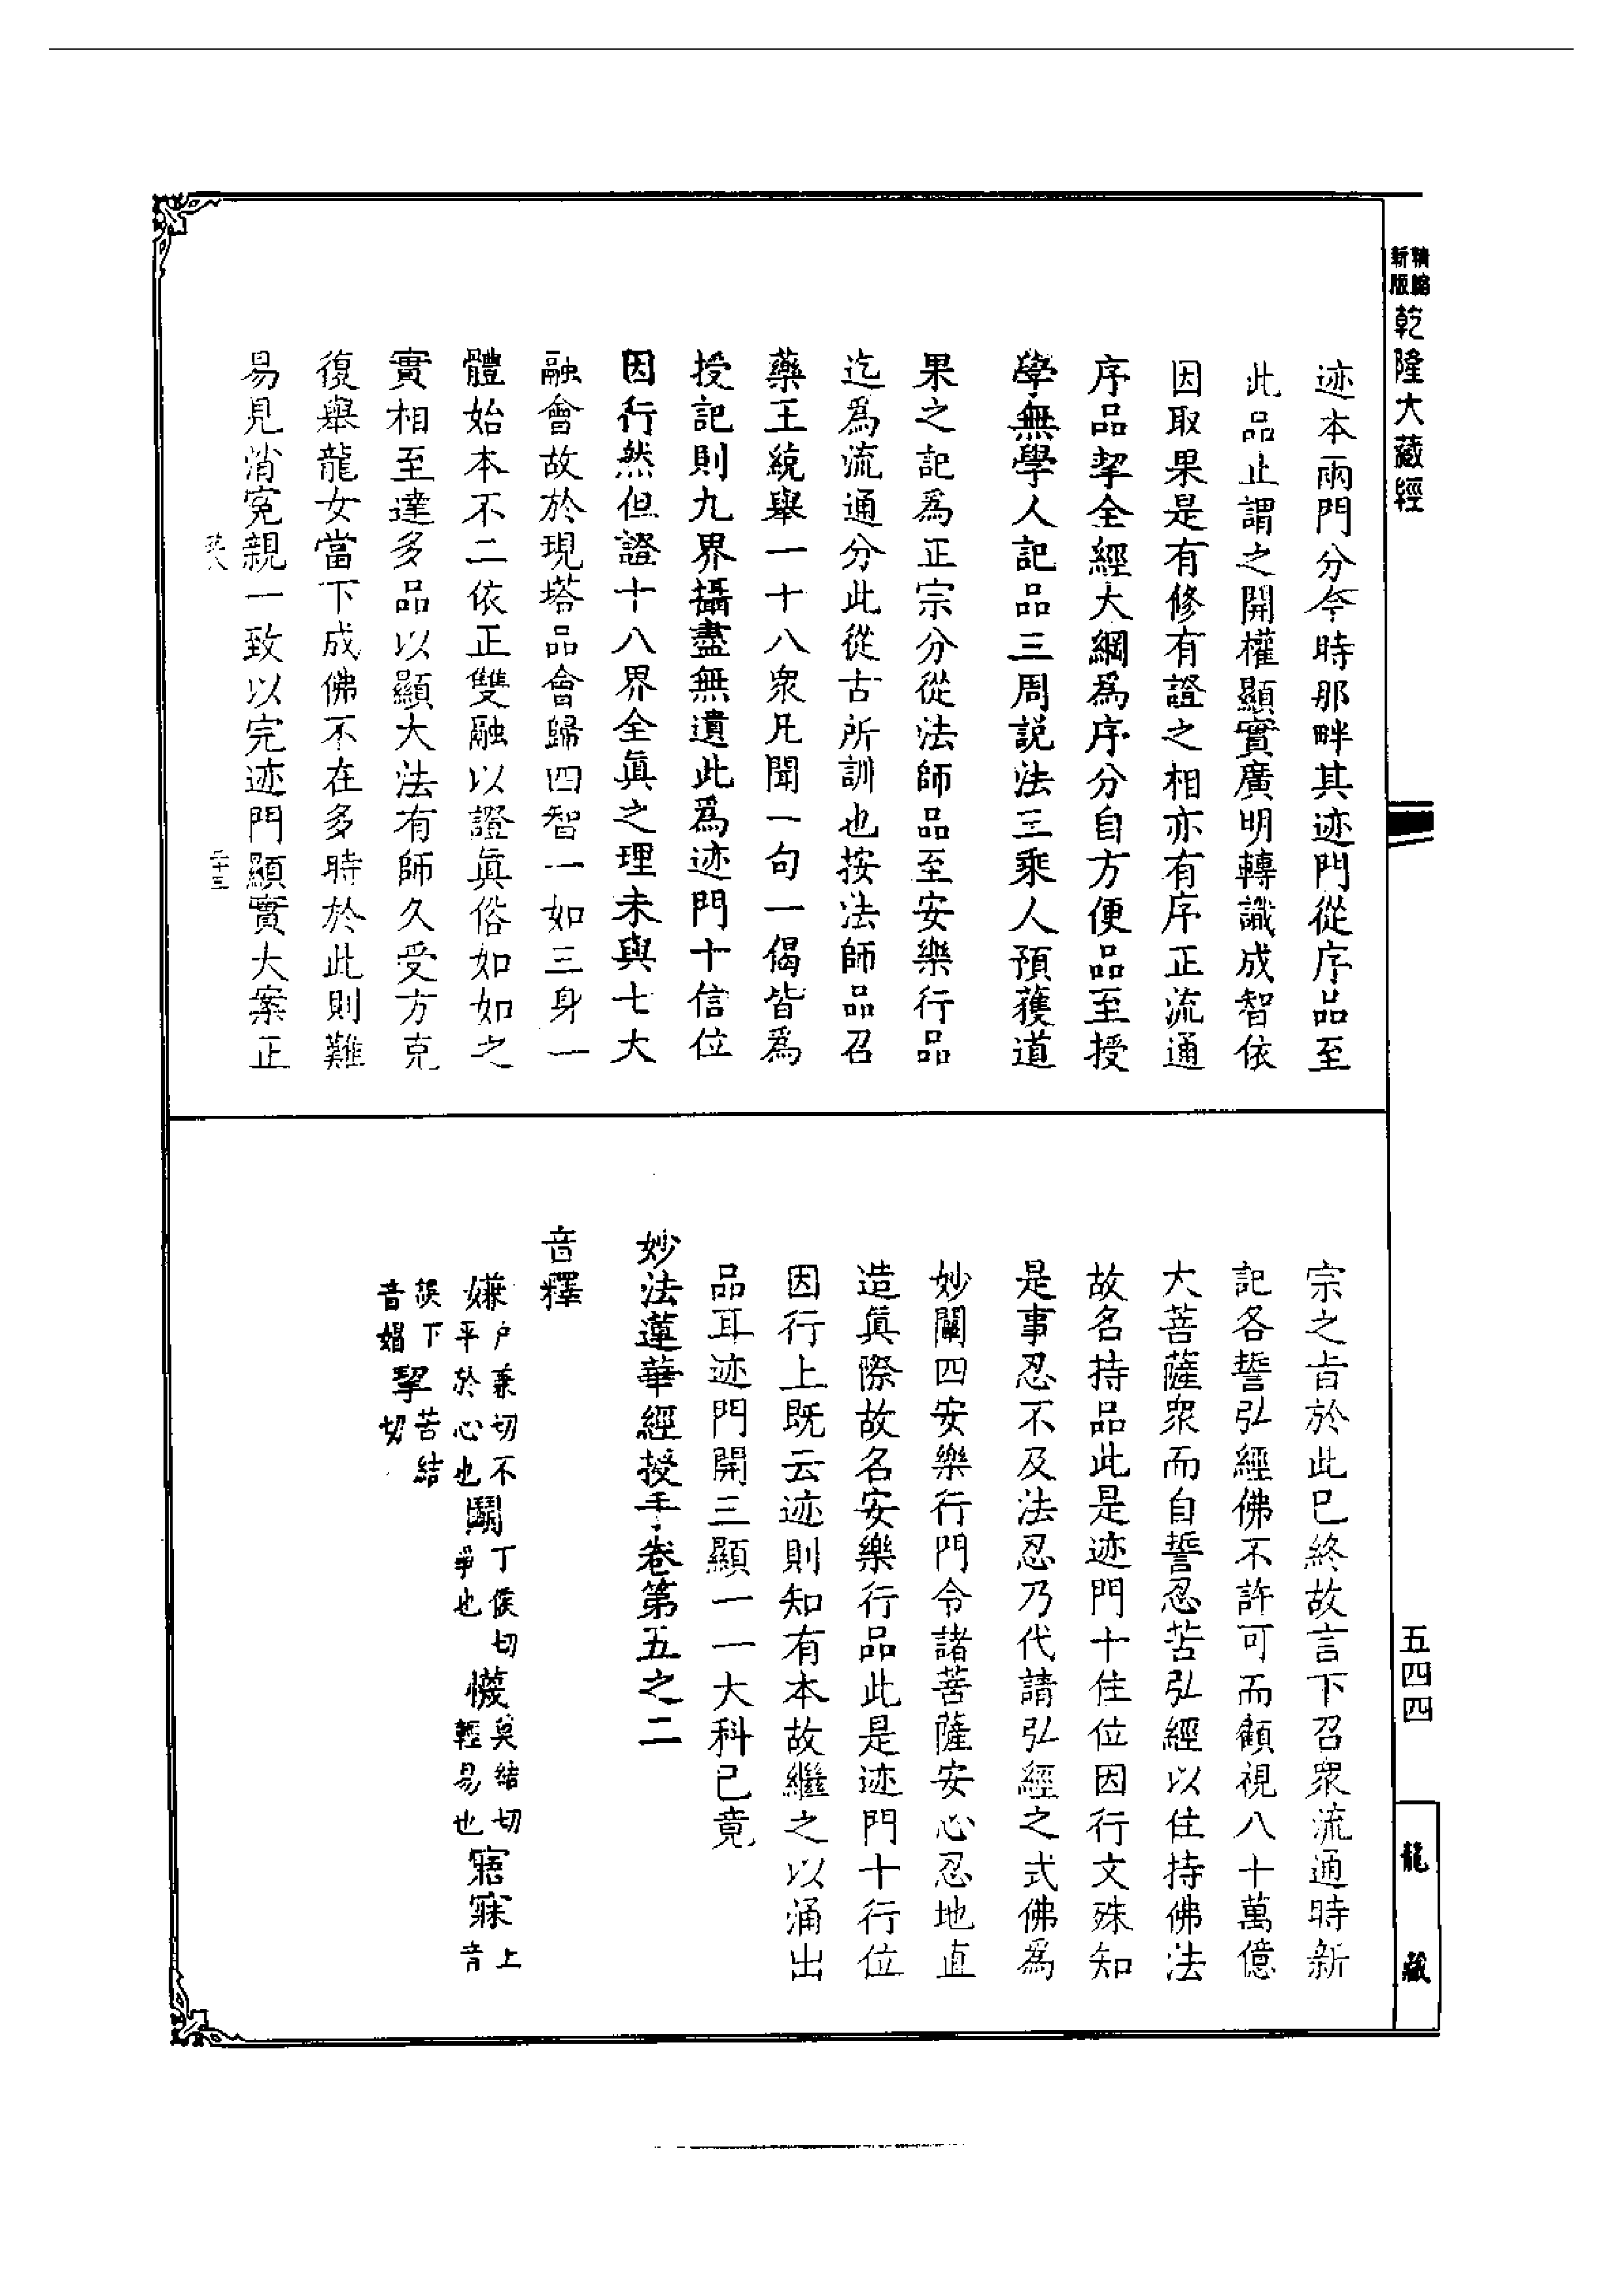 精縮新版 乾隆大藏經
五四四
龍藏
迹本兩門分今時那畔其迹門從序品至
此品止謂之開權顯實廣明轉識成智依
因取果是有修有證之相亦有序正流通
序品挈全經大綱為序分自方便品至授
學無學人記品三周説法三乘人預獲道
果之記為正宗分從法師品至安樂行品
迄為流通分此從古所訓也按法師品召
藥王統舉一十八衆凡聞一句一偈皆為
授記則九界攝盡無遺此為迹門十信位
因行然但證十八界全眞之理未與七大
融會故於現塔品會歸四智一如三身一
體始本不二依正雙融以證眞俗如如之
實相至達多品以顯大法有師久受方克
復舉龍女當下成佛不在多時於此則難
易見消寃親一致以完迹門顯實大案正
二十三
宗之旨於此已終故言下召衆流通時新
記各誓弘經佛不許可而顧視八十萬億
大菩薩衆而自誓忍苦弘經以住持佛法
故名持品此是迹門十住位因行文殊知
是事忍不及法忍乃代請弘經之式佛為
妙闡四安樂行門令諸菩薩安心忍地直
造眞際故名安樂行品此是迹門十行位
因行上既云迹則知有本故繼之以涌出
品耳迹門開三顯一一大科已竟
妙法蓮華經授手卷第五之二
音釋
嫌户兼切不平於心也 鬬丁侯切爭也 懱莫結切輕易也 寤寐上音
悞下音媚 挈苦結切